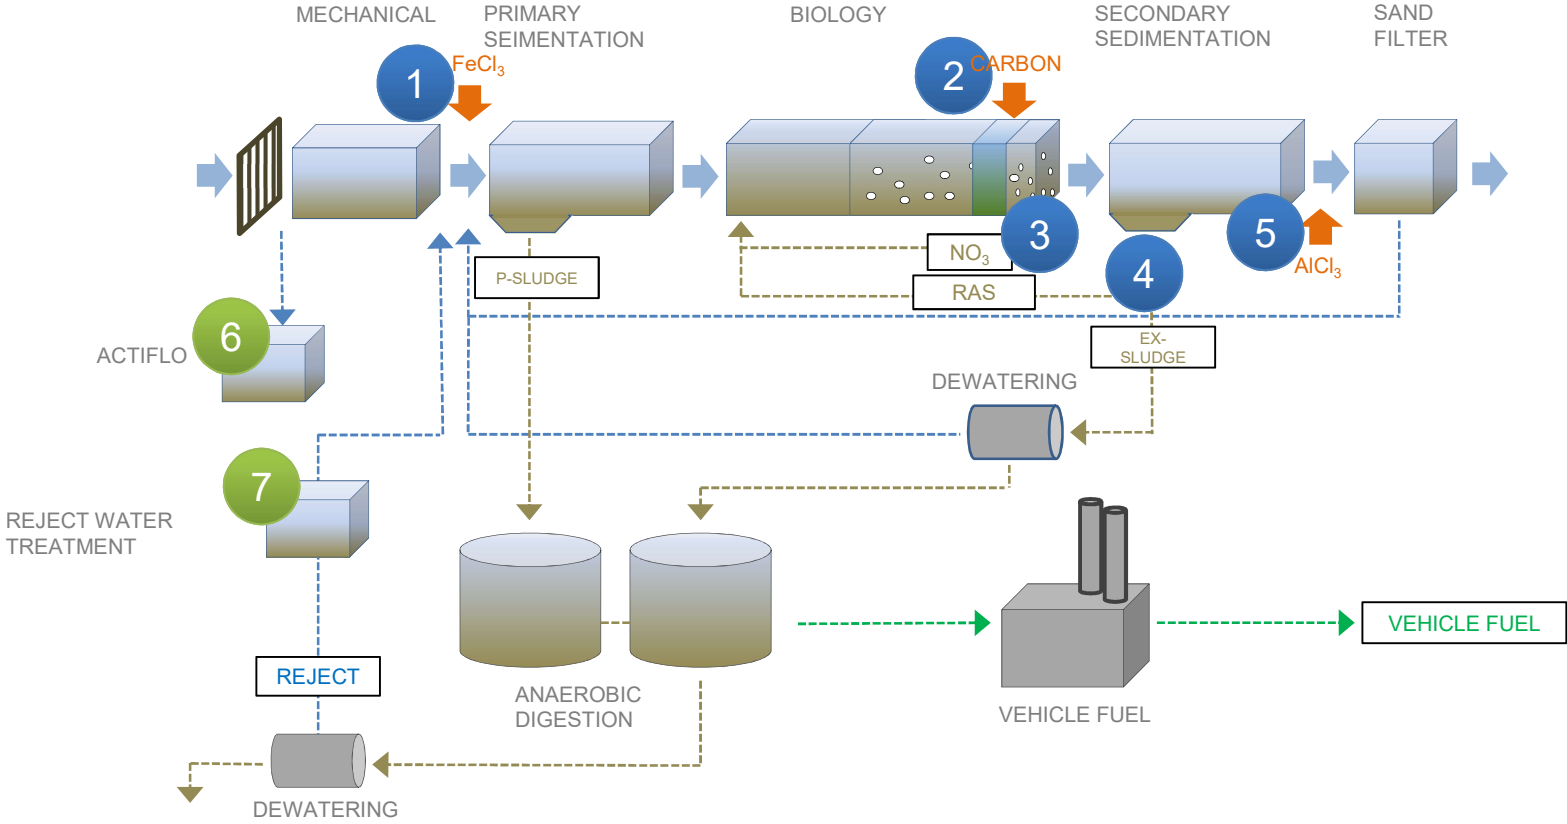 MECHANICAL
PRIMARY
SEIMENTATION
BIOLOGY
SECONDARY
SEDIMENTATION
SAND
FILTER
1
FeCl₃
2
CARBON
3
NO₃
4
5
AlCl₃
P-SLUDGE
RAS
6
ACTIFLO
EX-
SLUDGE
DEWATERING
7
REJECT WATER
TREATMENT
VEHICLE FUEL
REJECT
ANAEROBIC
DIGESTION
VEHICLE FUEL
DEWATERING